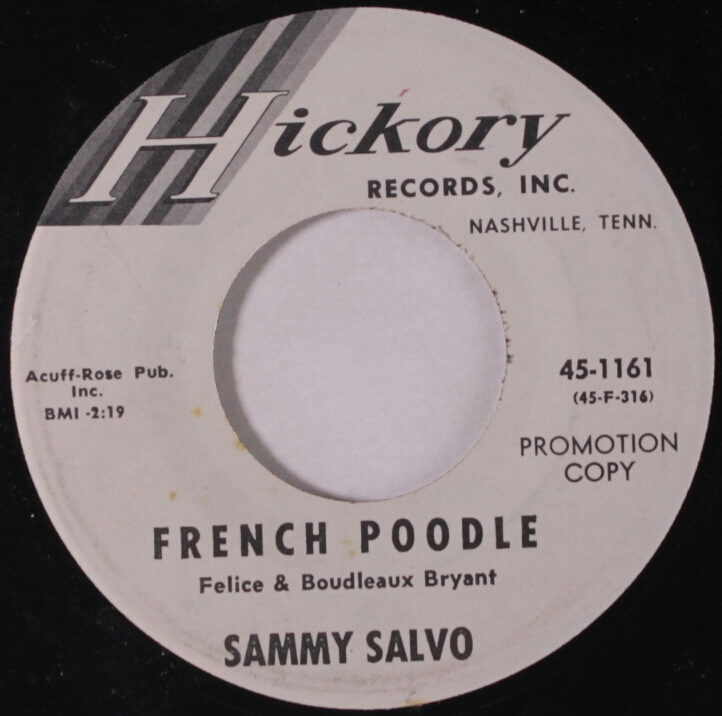 Hickory
RECORDS, INC.
NASHVILLE, TENN.
Acuff-Rose Pub.
Inc.
BMI -2:19
45-1161
(45-F-316)
PROMOTION
COPY
FRENCH POODLE
Felice & Boudleaux Bryant
SAMMY SALVO